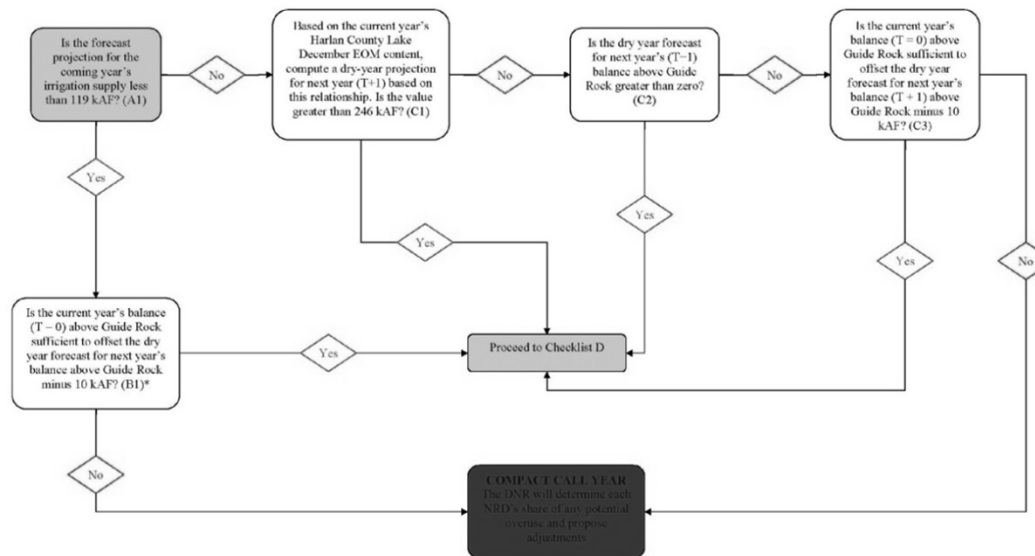 Is the forecast
projection for the
coming year's
irrigation supply less
than 119 kAF? (A1)
No
Based on the current year's
Harlan County Lake
December EOM content,
compute a dry-year projection
for next year (T+1) based on
this relationship. Is the value
greater than 246 kAF? (C1)
No
Is the dry year forecast
for next year's (T=1)
balance above Guide
Rock greater than zero?
(C2)
No
Is the current year's
balance (T = 0) above
Guide Rock sufficient to
offset the dry year
forecast for next year's
balance (T + 1) above
Guide Rock minus 10
kAF? (C3)
Yes
Yes
Yes
Yes
No
Is the current year's balance
(T = 0) above Guide Rock
sufficient to offset the dry
year forecast for next year's
balance above Guide Rock
minus 10 kAF? (B1)*
Yes
Proceed to Checklist D
No
COMPACT CALL YEAR
The DNR will determine each
NRD's share of any potential
overuse and propose
adjustments